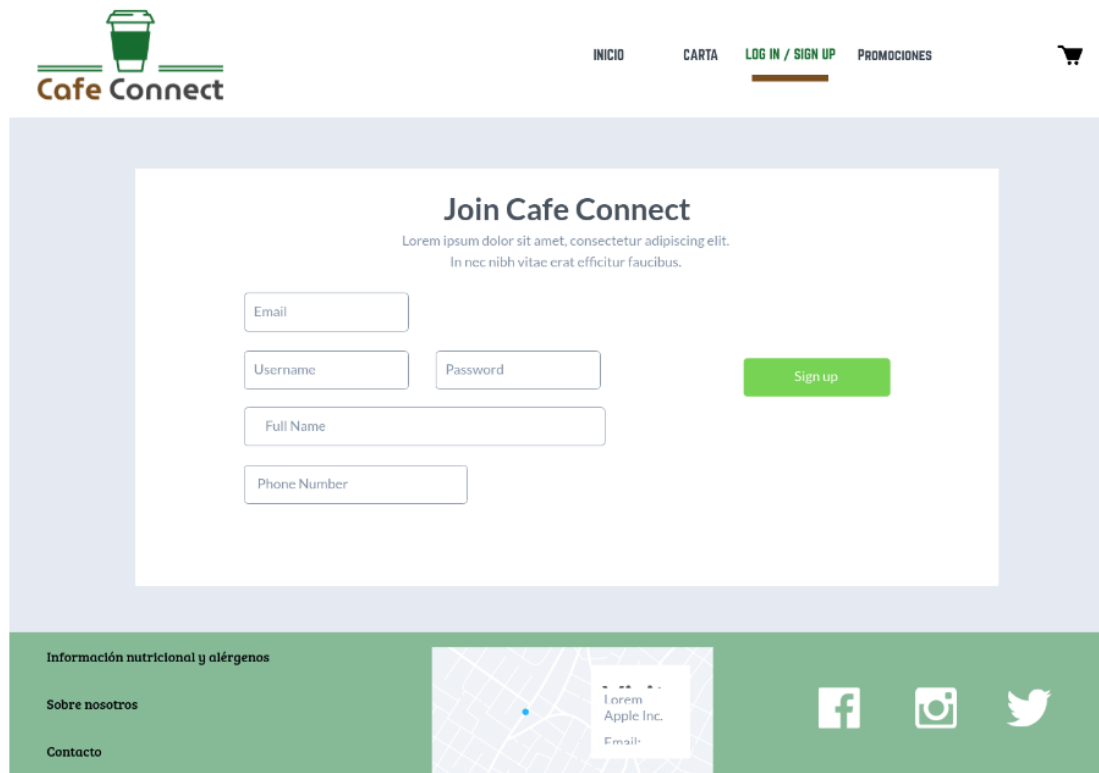 Cafe Connect
INICIO
CARTA
LOG IN / SIGN UP
PROMOCIONES
Join Cafe Connect
Lorem ipsum dolor sit amet, consectetur adipiscing elit.
In nec nibh vitae erat efficitur faucibus.
Email
Username
Password
Sign up
Full Name
Phone Number
Información nutricional y alérgenos
Sobre nosotros
Contacto
Lorem
Apple Inc.
Email: